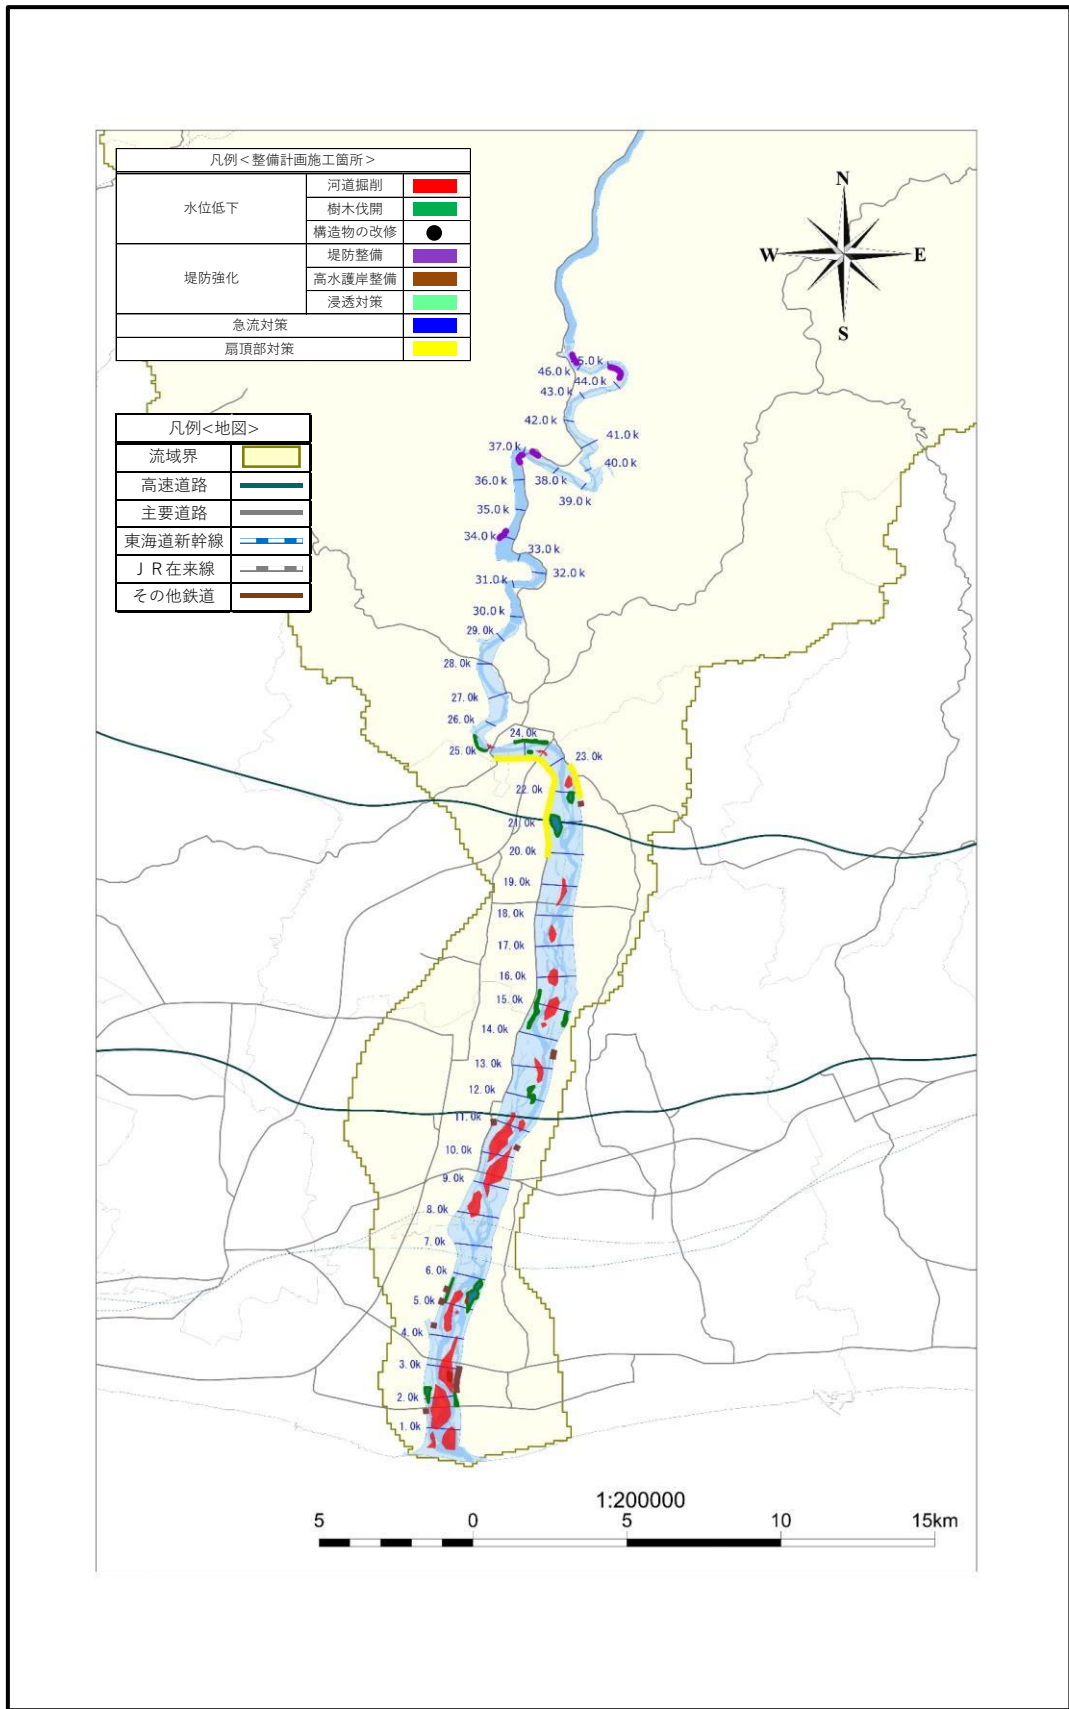 凡例<整備計画施工箇所>
水位低下
河道掘削
樹木伐開
構造物の改修
堤防強化
堤防整備
高水護岸整備
浸透対策
急流対策
扇頂部対策
凡例<地図>
流域界
高速道路
主要道路
東海道新幹線
ＪＲ在来線
その他鉄道
N
W
E
S
5.0k
46.0k
44.0k
43.0k
42.0k
41.0k
37.0k
40.0k
38.0k
36.0k
39.0k
35.0k
34.0k
33.0k
32.0k
31.0k
30.0k
29.0k
28.0k
27.0k
26.0k
24.0k
25.0k
23.0k
22.0k
21.0k
20.0k
19.0k
18.0k
17.0k
16.0k
15.0k
14.0k
13.0k
12.0k
11.0k
10.0k
9.0k
8.0k
7.0k
6.0k
5.0k
4.0k
3.0k
2.0k
1.0k
1:200000
5 0 5 10 15km